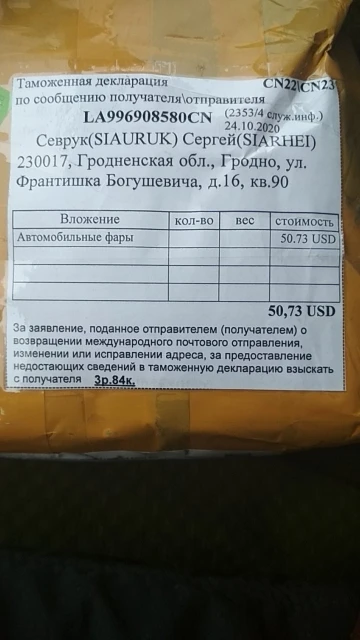 Таможенная декларация CN22\CN23
по сообщению получателя\отправителя
LA996908580CN (2353/4 служ.инф.)
24.10.2020
Севрук(SIAURUK) Сергей(SIARHEI)
230017, Гродненская обл., Гродно, ул.
Франтишка Богушевича, д.16, кв.90
Вложение кол-во вес стоимость
Автомобильные фары 50.73 USD
50,73 USD
За заявление, поданное отправителем (получателем) о
возвращении международного почтового отправления,
изменении или исправлении адреса, за предоставление
недостающих сведений в таможенную декларацию взыскать
с получателя 3р.84к.